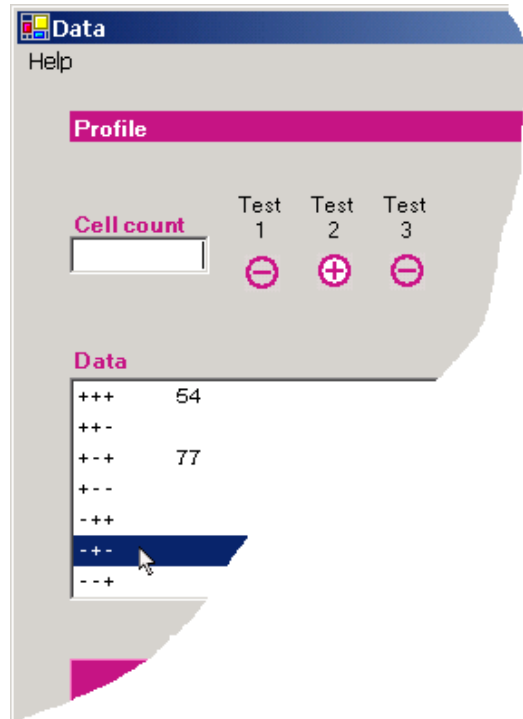 Data
Help
Profile
Test Test Test
Cell count 1 2 3
- + -
Data
+++ 54
++-
+-+ 77
+--
-++
-+-
--+